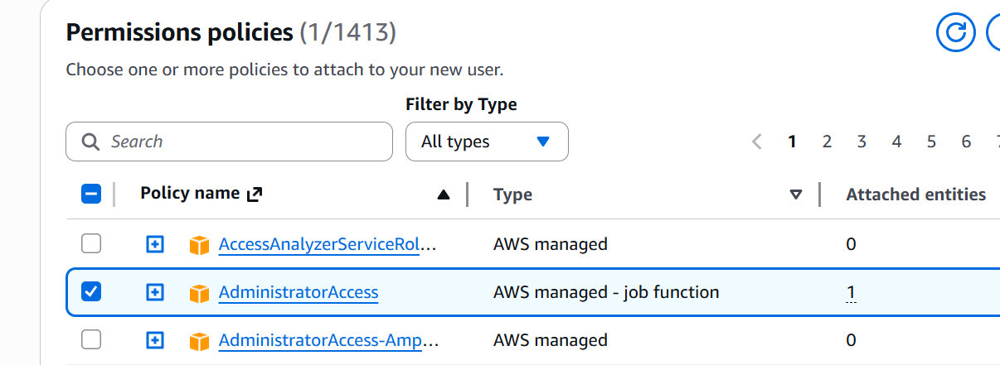 Permissions policies (1/1413)
Choose one or more policies to attach to your new user.
Filter by Type
Search
All types
1 2 3 4 5 6
Policy name Type Attached entities
AccessAnalyzerServiceRol... AWS managed 0
AdministratorAccess AWS managed - job function 1
AdministratorAccess-Amp... AWS managed 0